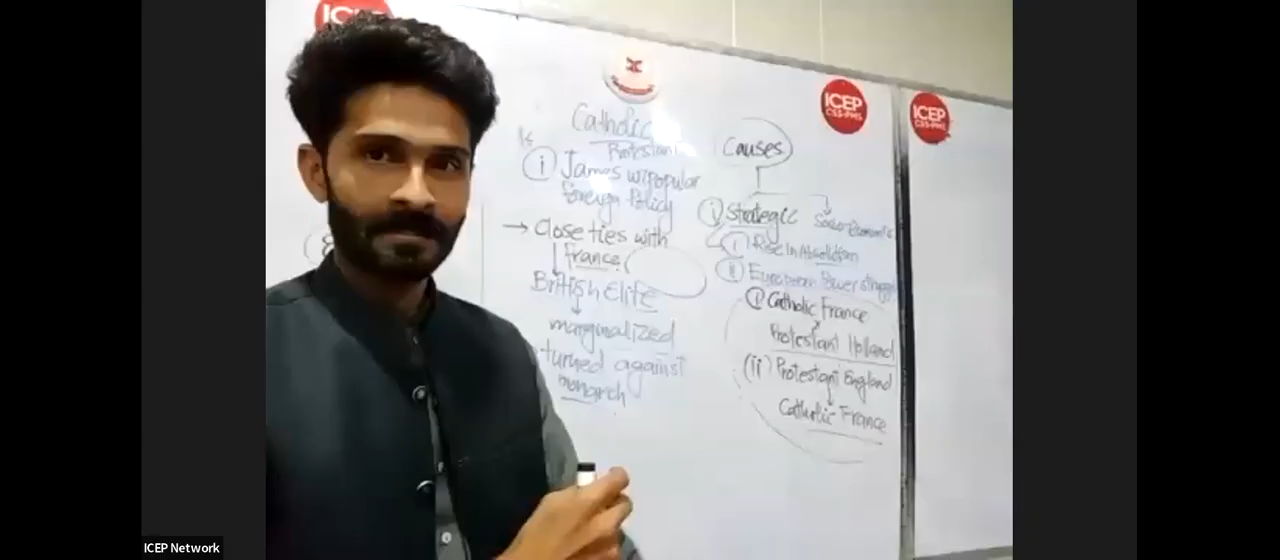 ICEP
ICEP
CSS-PMS
ICEP
CSS-PMS
Catholic
Vs
Protestant
(i) James unpopular
foreign Policy
→ Close ties with
france
British Elite
marginalized
turned against
monarch
Causes
(i) Strategic
Socio-Economic
(i) Rise In Absolutism
(ii) European Power struggle
(i) Catholic France
x
Protestant Holland
(ii) Protestant England
Catholic France
ICEP Network